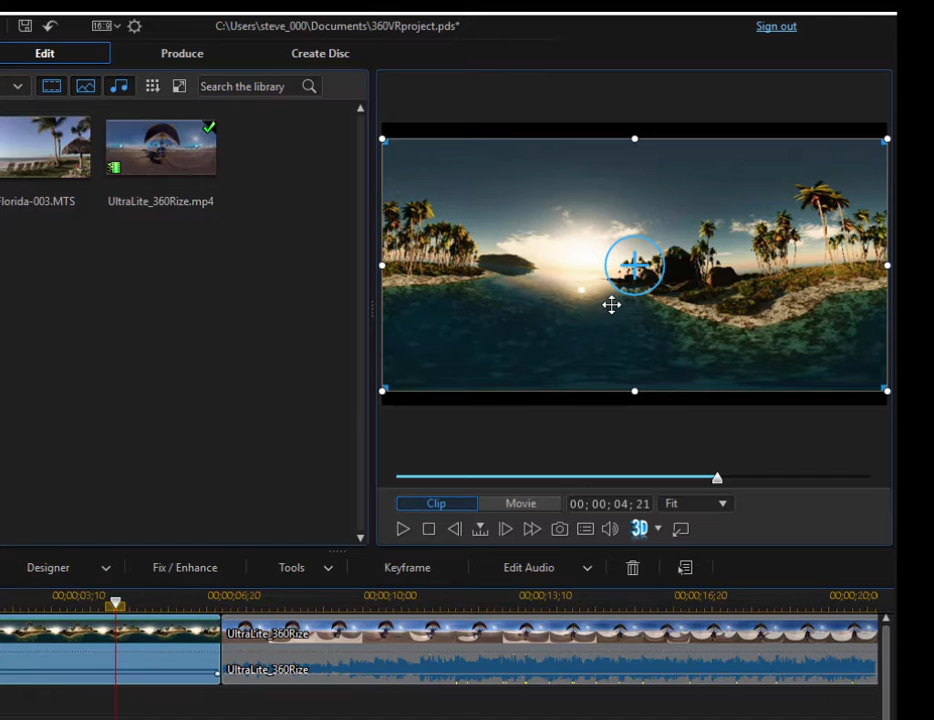 16:9 C:\Users\steve_000\Documents\360VRproject.pds* Sign out
Edit Produce Create Disc
Search the library
lorida-003.MTS UltraLite_360Rize.mp4
Clip Movie 00; 00; 04; 21 Fit
3D
Designer Fix / Enhance Tools Keyframe Edit Audio
00;00;03;10 00;00;06;20 00;00;10;00 00;00;13;10 00;00;16;20 00;00;20;0
UltraLite_360Rize
UltraLite_360Rize